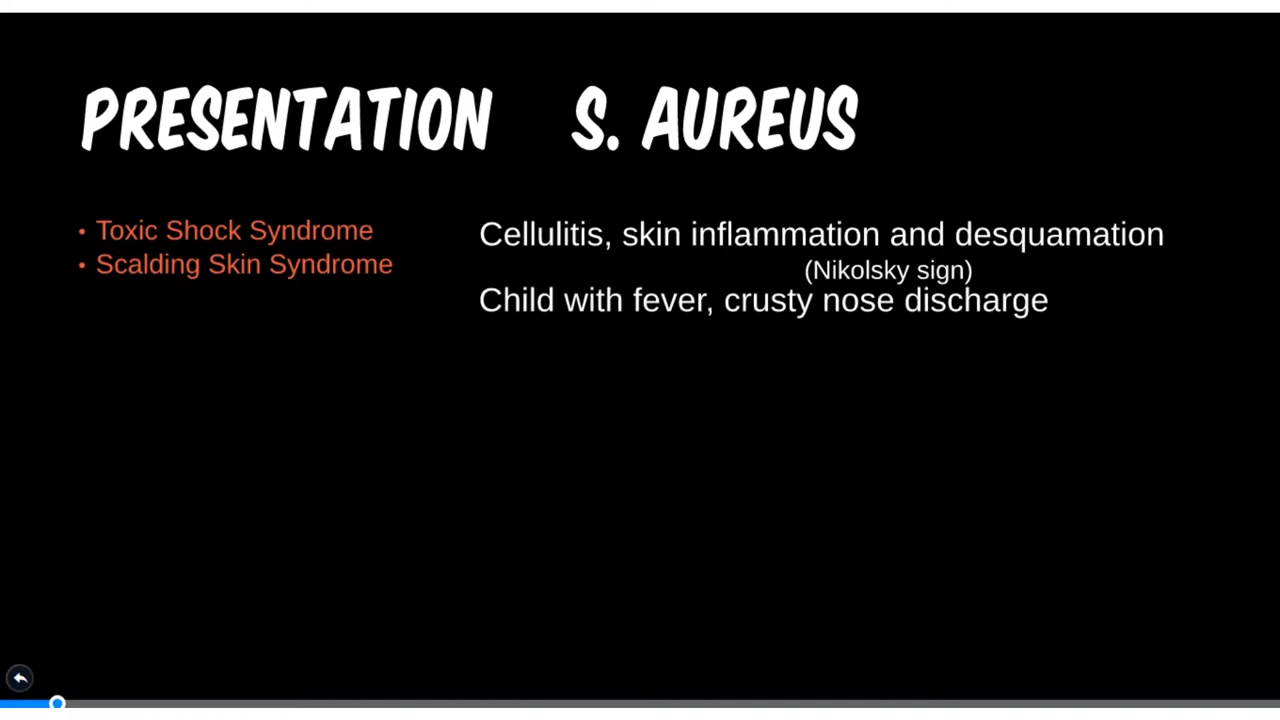 PRESENTATION S. AUREUS
• Toxic Shock Syndrome
• Scalding Skin Syndrome
Cellulitis, skin inflammation and desquamation
(Nikolsky sign)
Child with fever, crusty nose discharge